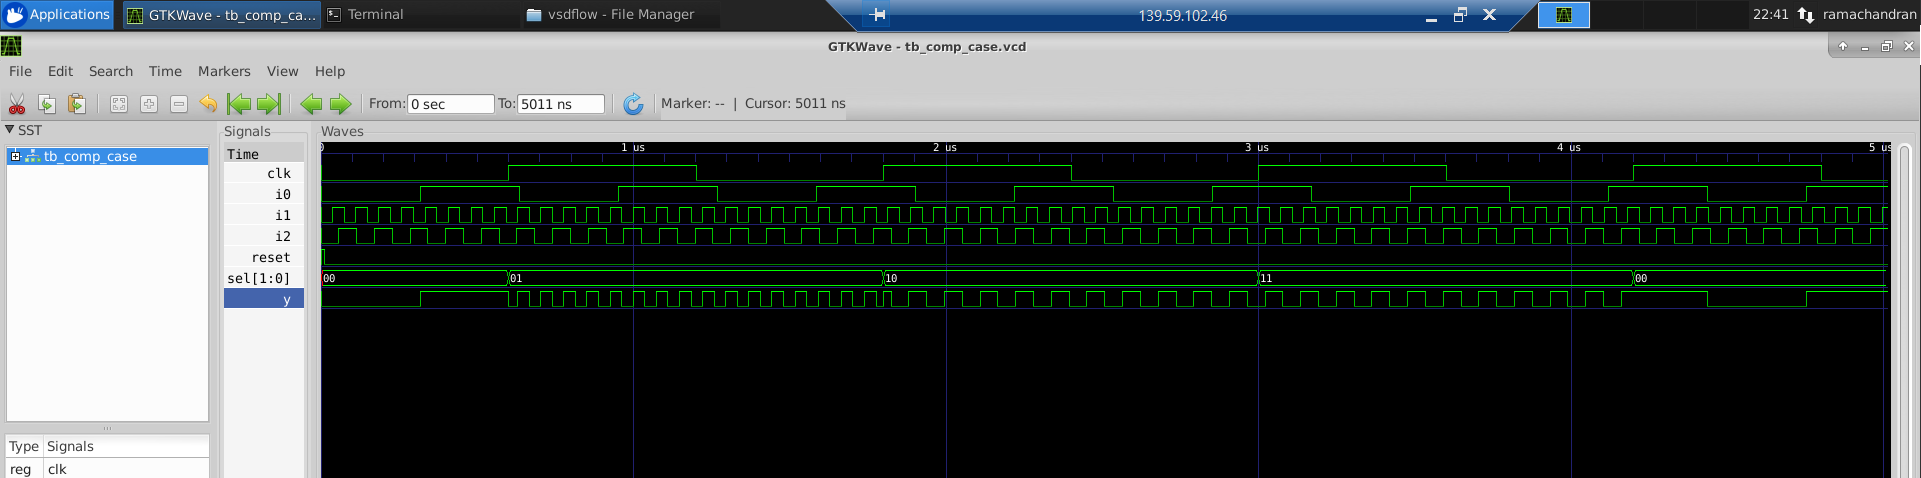 Applications GTKWave - tb_comp_ca... Terminal vsdflow - File Manager 139.59.102.46 22:41 ramachandran
GTKWave - tb_comp_case.vcd
File Edit Search Time Markers View Help
From: 0 sec To: 5011 ns Marker: -- | Cursor: 5011 ns
SST Signals Waves
tb_comp_case Time 0 1 us 2 us 3 us 4 us 5 us
clk
i0
i1
i2
reset
sel[1:0] 00 01 10 11 00
y
Type Signals
reg clk